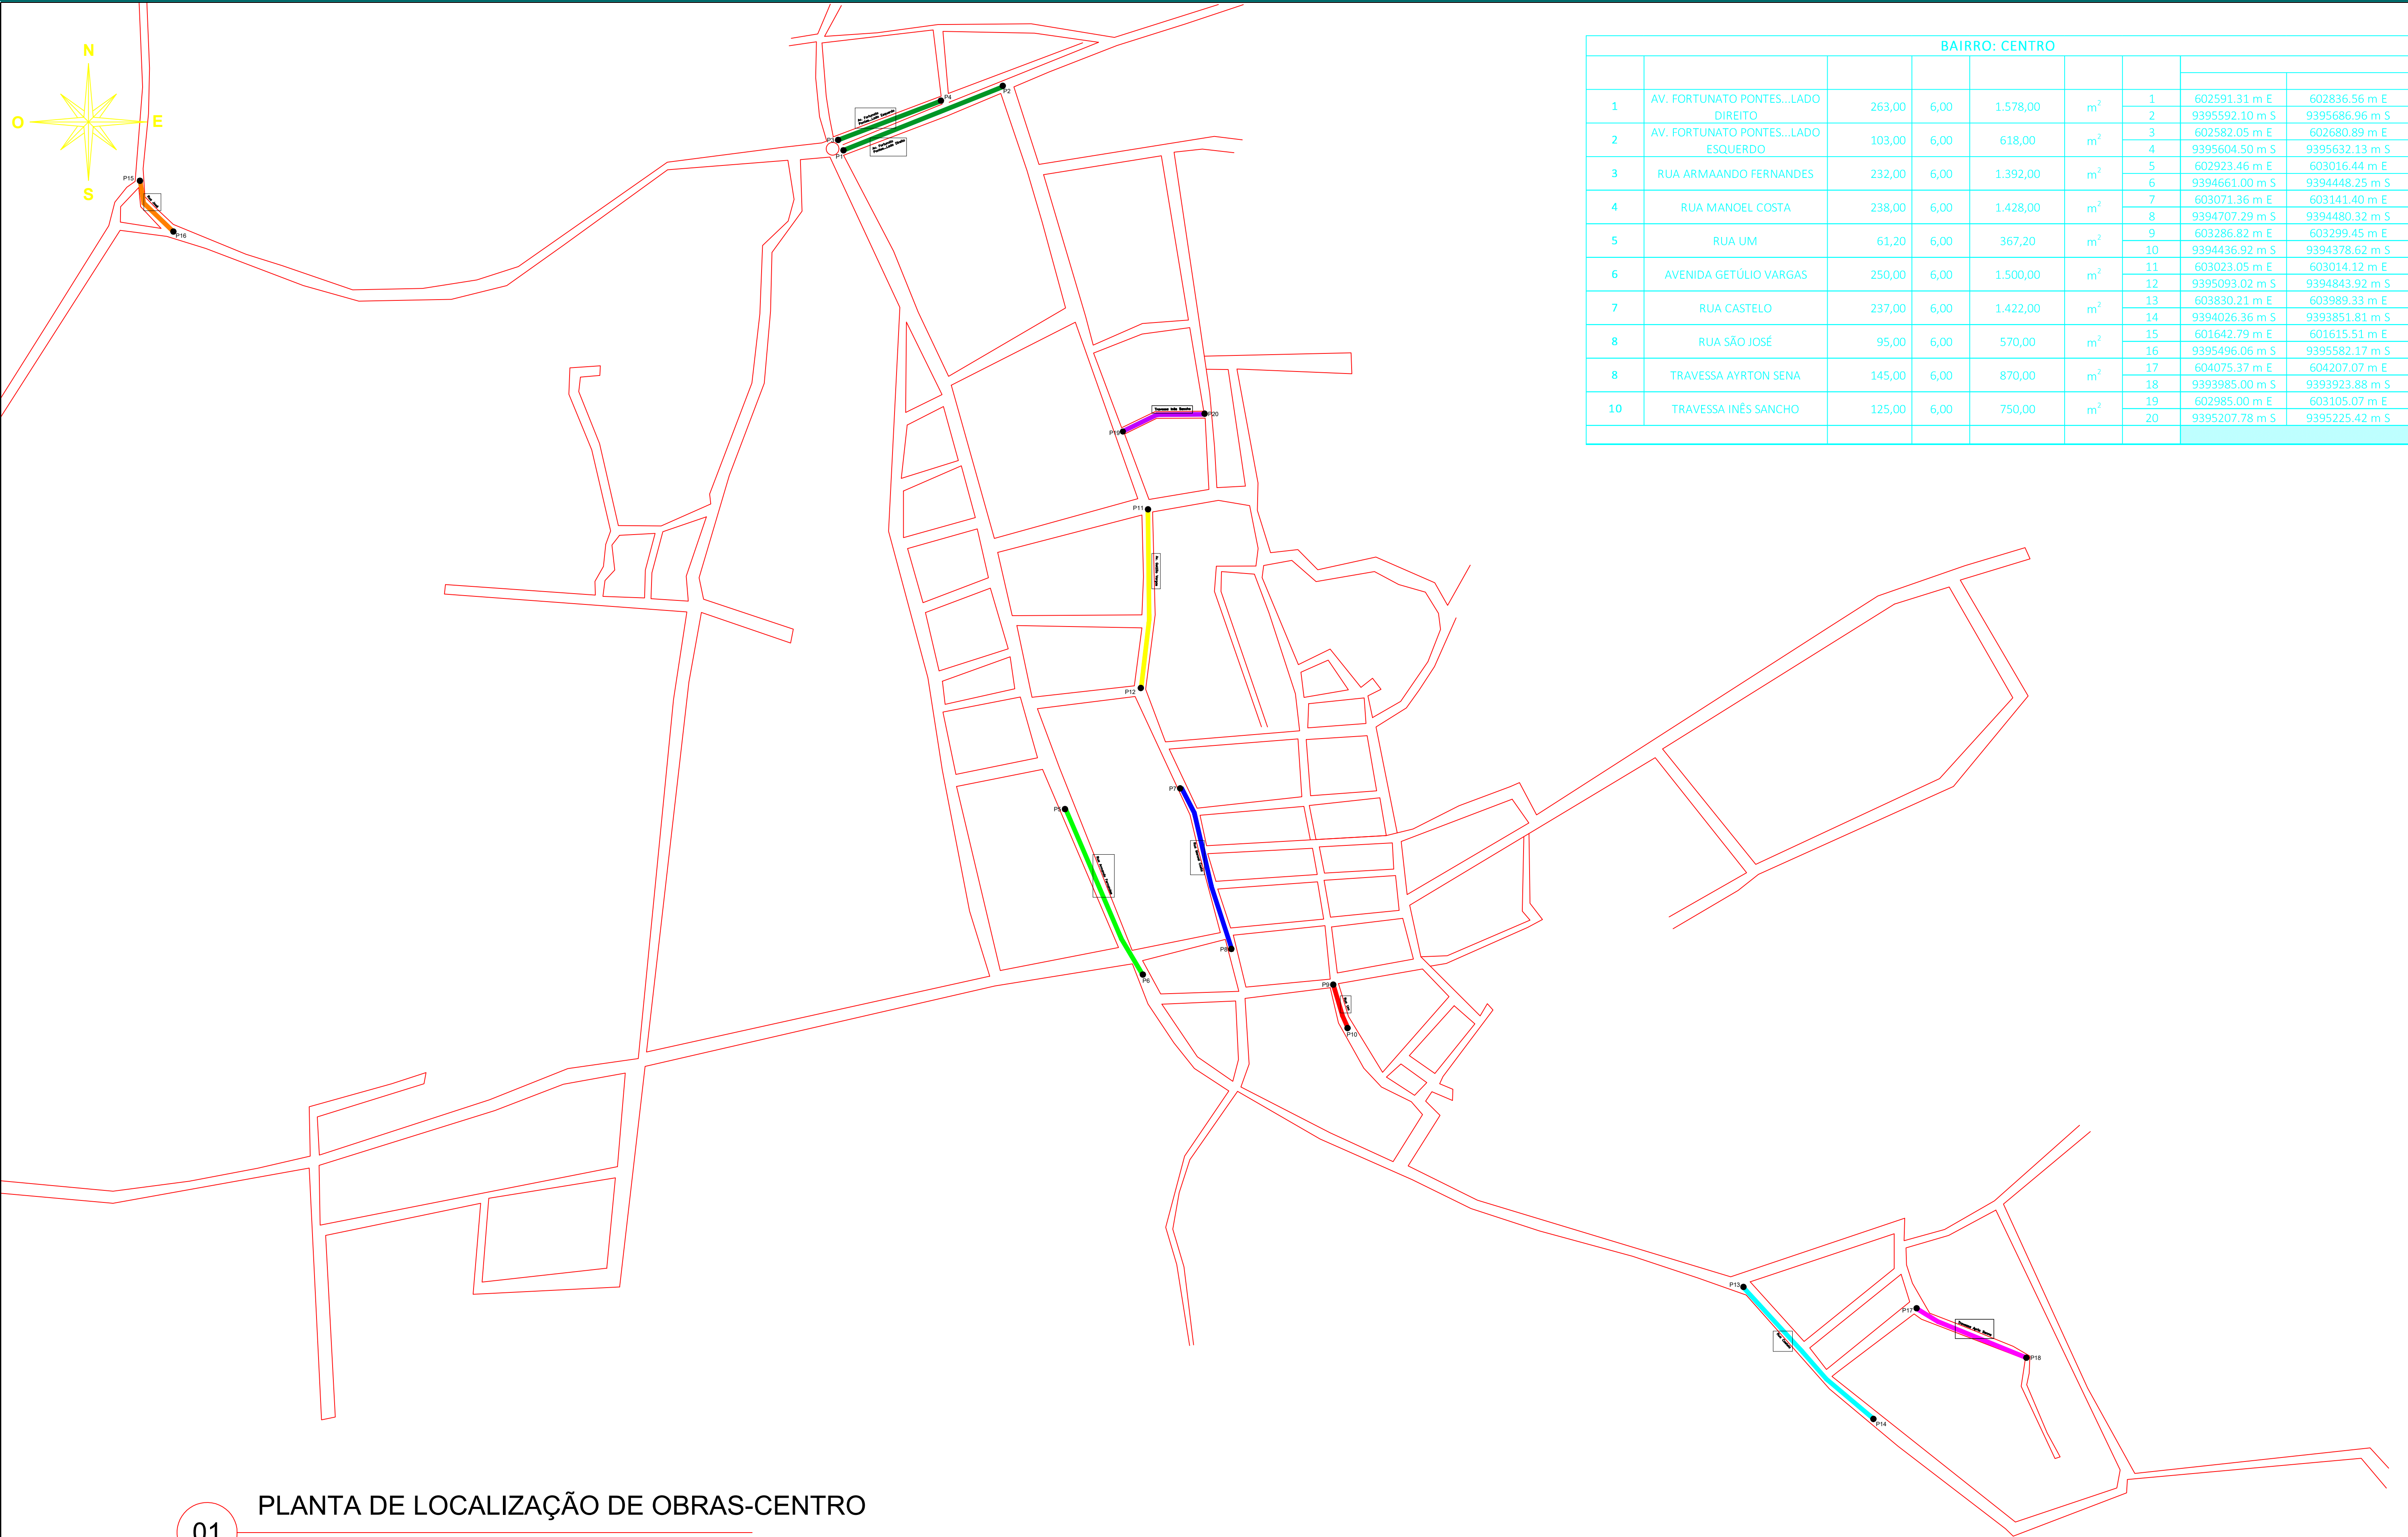 N
O
E
S
BAIRRO: CENTRO
1 AV. FORTUNATO PONTES...LADO DIREITO 263,00 6,00 1.578,00 m² 1 602591.31 m E 602836.56 m E
2 9395592.10 m S 9395686.96 m S
2 AV. FORTUNATO PONTES...LADO ESQUERDO 103,00 6,00 618,00 m² 3 602582.05 m E 602680.89 m E
4 9395604.50 m S 9395632.13 m S
3 RUA ARMAANDO FERNANDES 232,00 6,00 1.392,00 m² 5 602923.46 m E 603016.44 m E
6 9394661.00 m S 9394448.25 m S
4 RUA MANOEL COSTA 238,00 6,00 1.428,00 m² 7 603071.36 m E 603141.40 m E
8 9394707.29 m S 9394480.32 m S
5 RUA UM 61,20 6,00 367,20 m² 9 603286.82 m E 603299.45 m E
10 9394436.92 m S 9394378.62 m S
6 AVENIDA GETÚLIO VARGAS 250,00 6,00 1.500,00 m² 11 603023.05 m E 603014.12 m E
12 9395093.02 m S 9394843.92 m S
7 RUA CASTELO 237,00 6,00 1.422,00 m² 13 603830.21 m E 603989.33 m E
14 9394026.36 m S 9393851.81 m S
8 RUA SÃO JOSÉ 95,00 6,00 570,00 m² 15 601642.79 m E 601615.51 m E
16 9395496.06 m S 9395582.17 m S
8 TRAVESSA AYRTON SENA 145,00 6,00 870,00 m² 17 604075.37 m E 604207.07 m E
18 9393985.00 m S 9393923.88 m S
10 TRAVESSA INÊS SANCHO 125,00 6,00 750,00 m² 19 602985.00 m E 603105.07 m E
20 9395207.78 m S 9395225.42 m S
P4
P2
P3
P1
P15
P16
Travessa Inês Sancho
P20
P19
P11
P12
P7
P5
P8
P6
P9
P10
P13
P17
P18
P14
PLANTA DE LOCALIZAÇÃO DE OBRAS-CENTRO
01